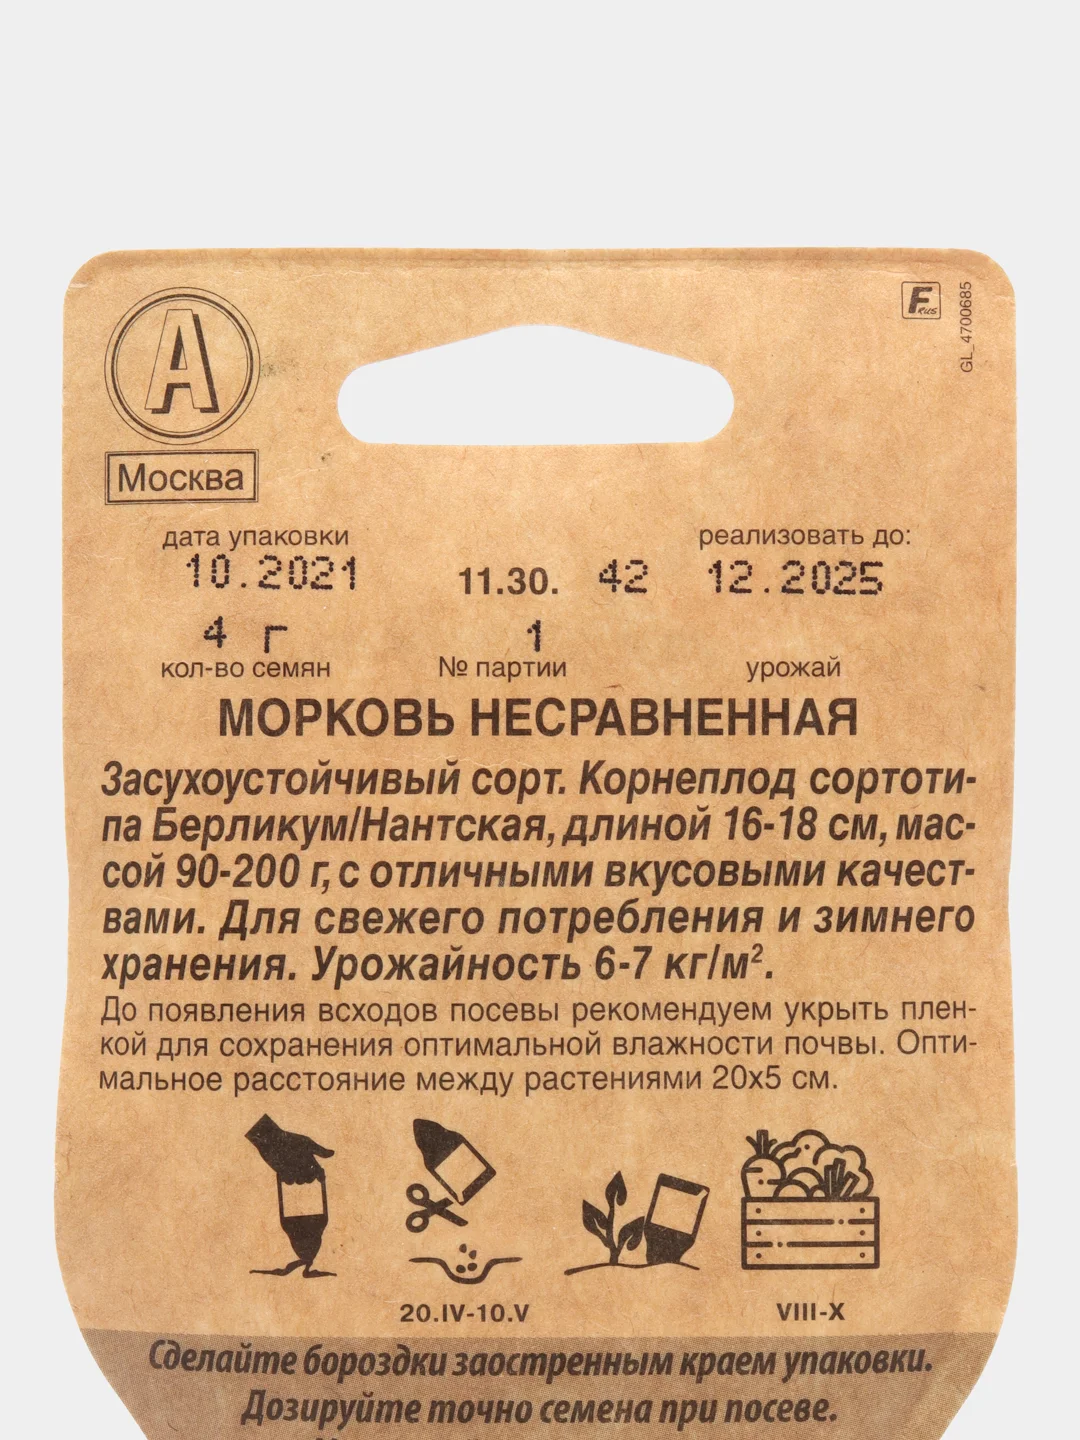 А
Москва
F
RUS
GL_4700685
дата упаковки
реализовать до:
10.2021
11.30. 42
12.2025
4 г
1
кол-во семян
№ партии
урожай
МОРКОВЬ НЕСРАВНЕННАЯ
Засухоустойчивый сорт. Корнеплод сортоти-
па Берликум/Нантская, длиной 16-18 см, мас-
сой 90-200 г, с отличными вкусовыми качест-
вами. Для свежего потребления и зимнего
хранения. Урожайность 6-7 кг/м².
До появления всходов посевы рекомендуем укрыть плен-
кой для сохранения оптимальной влажности почвы. Опти-
мальное расстояние между растениями 20х5 см.
20.IV-10.V
VIII-X
Сделайте бороздки заостренным краем упаковки.
Дозируйте точно семена при посеве.